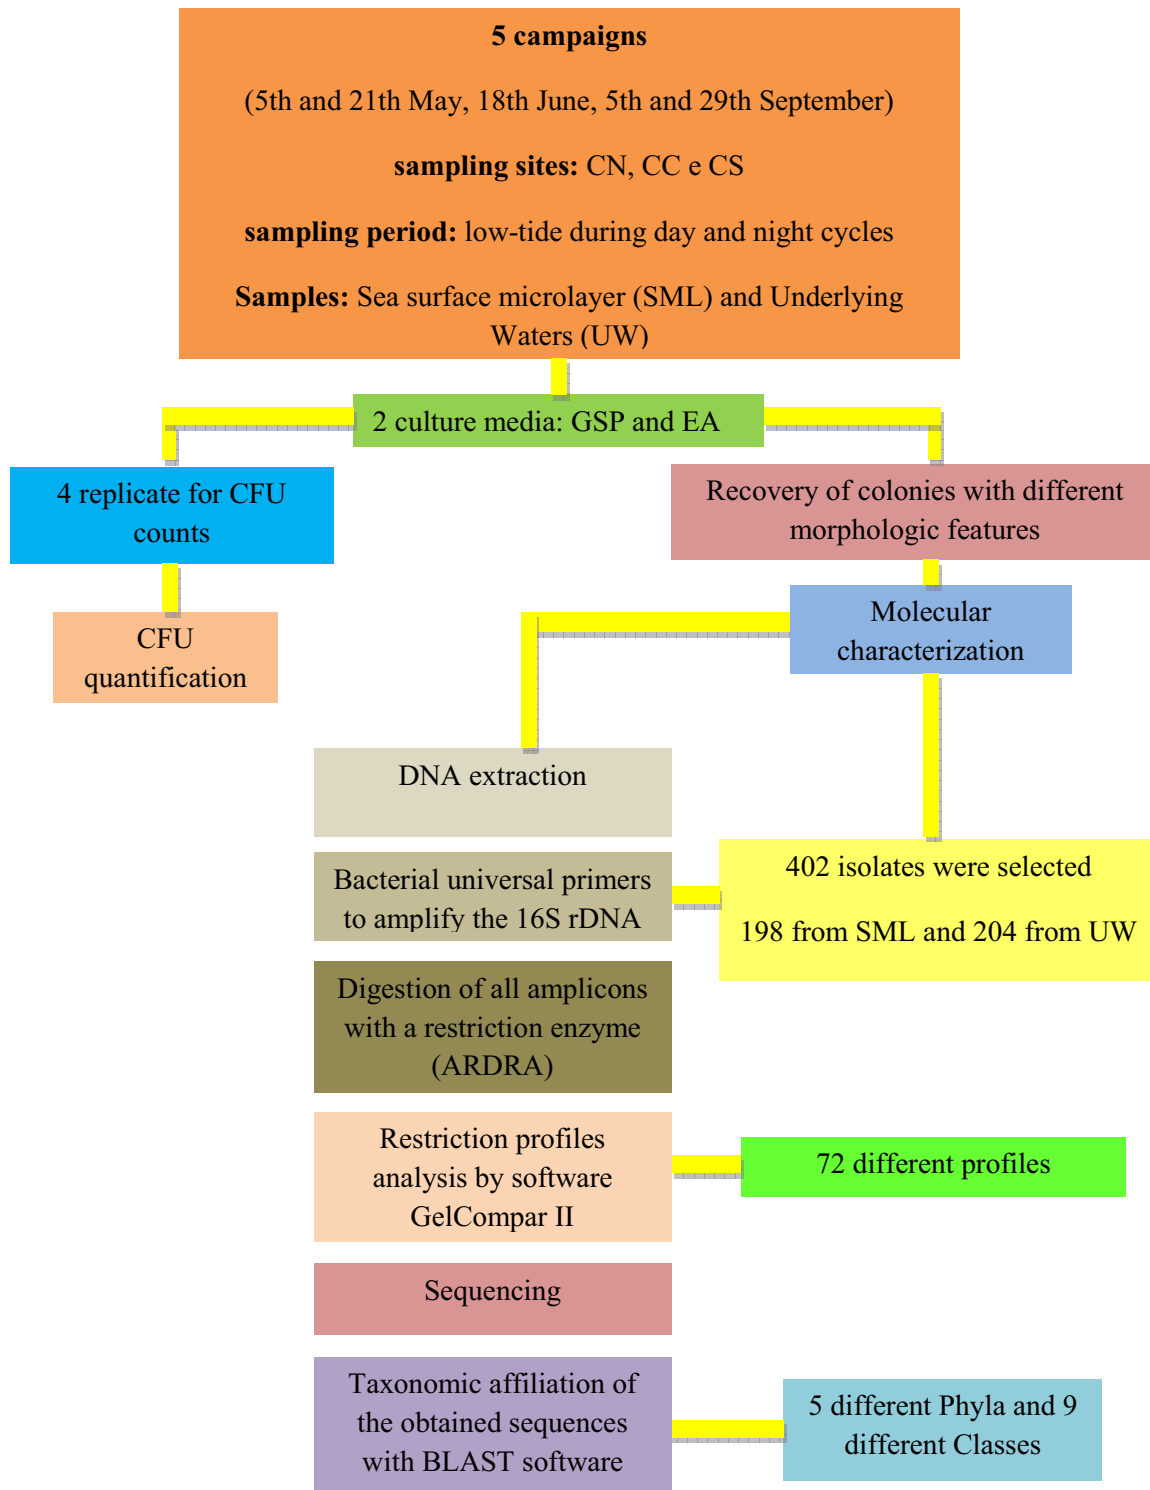 5 campaigns
(5th and 21th May, 18th June, 5th and 29th September)
sampling sites: CN, CC e CS
sampling period: low-tide during day and night cycles
Samples: Sea surface microlayer (SML) and Underlying
Waters (UW)
2 culture media: GSP and EA
4 replicate for CFU
counts
Recovery of colonies with different
morphologic features
CFU
quantification
Molecular
characterization
DNA extraction
Bacterial universal primers
to amplify the 16S rDNA
402 isolates were selected
198 from SML and 204 from UW
Digestion of all amplicons
with a restriction enzyme
(ARDRA)
Restriction profiles
analysis by software
GelCompar II
72 different profiles
Sequencing
Taxonomic affiliation of
the obtained sequences
with BLAST software
5 different Phyla and 9
different Classes